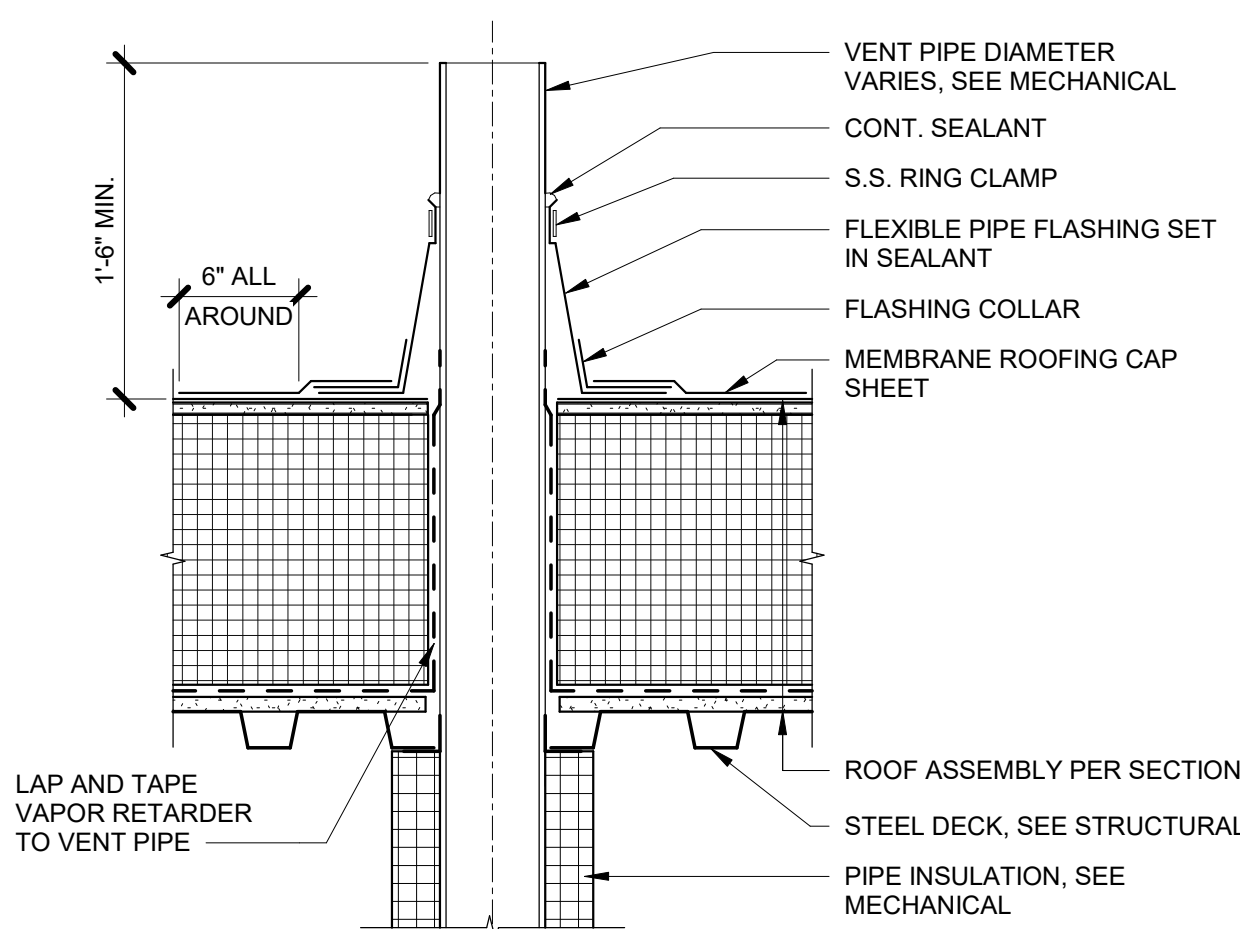 VENT PIPE DIAMETER
VARIES, SEE MECHANICAL
CONT. SEALANT
S.S. RING CLAMP
FLEXIBLE PIPE FLASHING SET
IN SEALANT
FLASHING COLLAR
MEMBRANE ROOFING CAP
SHEET
1'-6" MIN.
6" ALL
AROUND
LAP AND TAPE
VAPOR RETARDER
TO VENT PIPE
ROOF ASSEMBLY PER SECTION
STEEL DECK, SEE STRUCTURAL
PIPE INSULATION, SEE
MECHANICAL